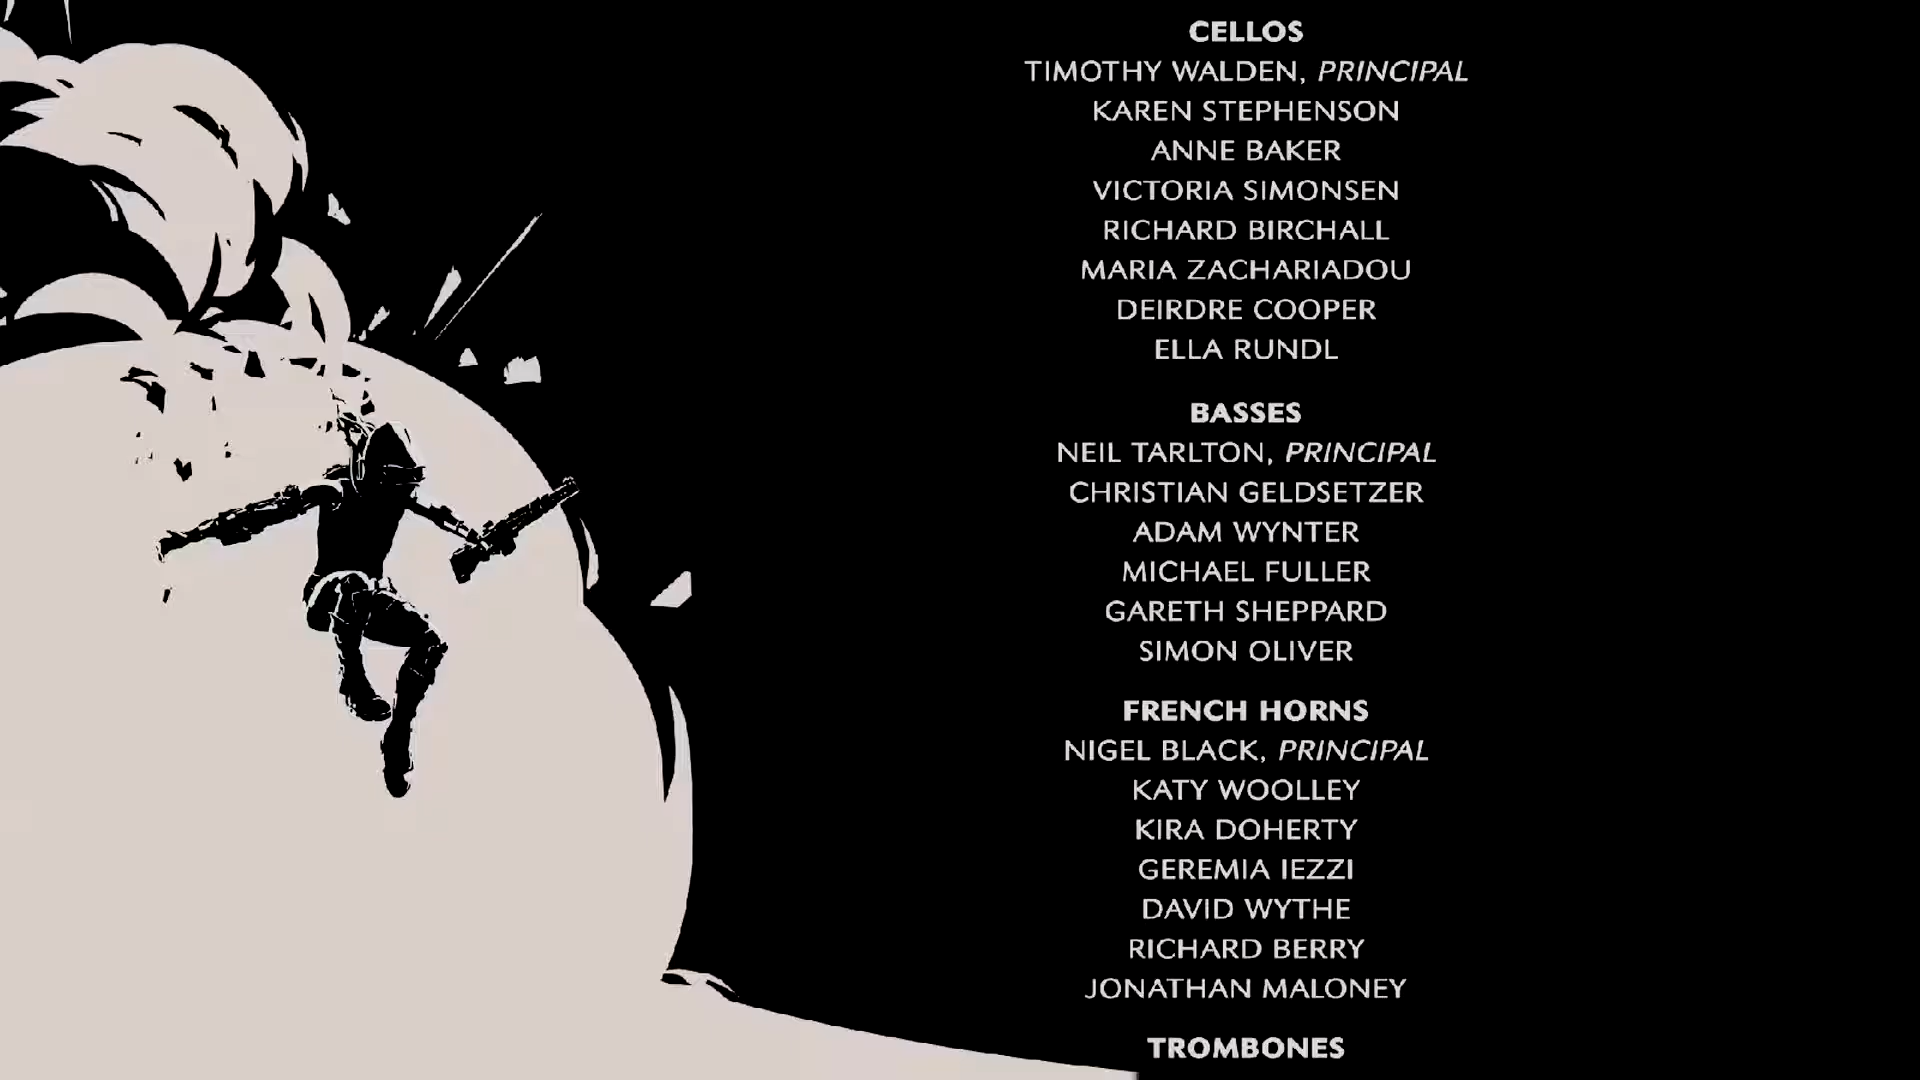 CELLOS
TIMOTHY WALDEN, PRINCIPAL
KAREN STEPHENSON
ANNE BAKER
VICTORIA SIMONSEN
RICHARD BIRCHALL
MARIA ZACHARIADOU
DEIRDRE COOPER
ELLA RUNDL
BASSES
NEIL TARLTON, PRINCIPAL
CHRISTIAN GELDSETZER
ADAM WYNTER
MICHAEL FULLER
GARETH SHEPPARD
SIMON OLIVER
FRENCH HORNS
NIGEL BLACK, PRINCIPAL
KATY WOOLLEY
KIRA DOHERTY
GEREMIA IEZZI
DAVID WYTHE
RICHARD BERRY
JONATHAN MALONEY
TROMBONES